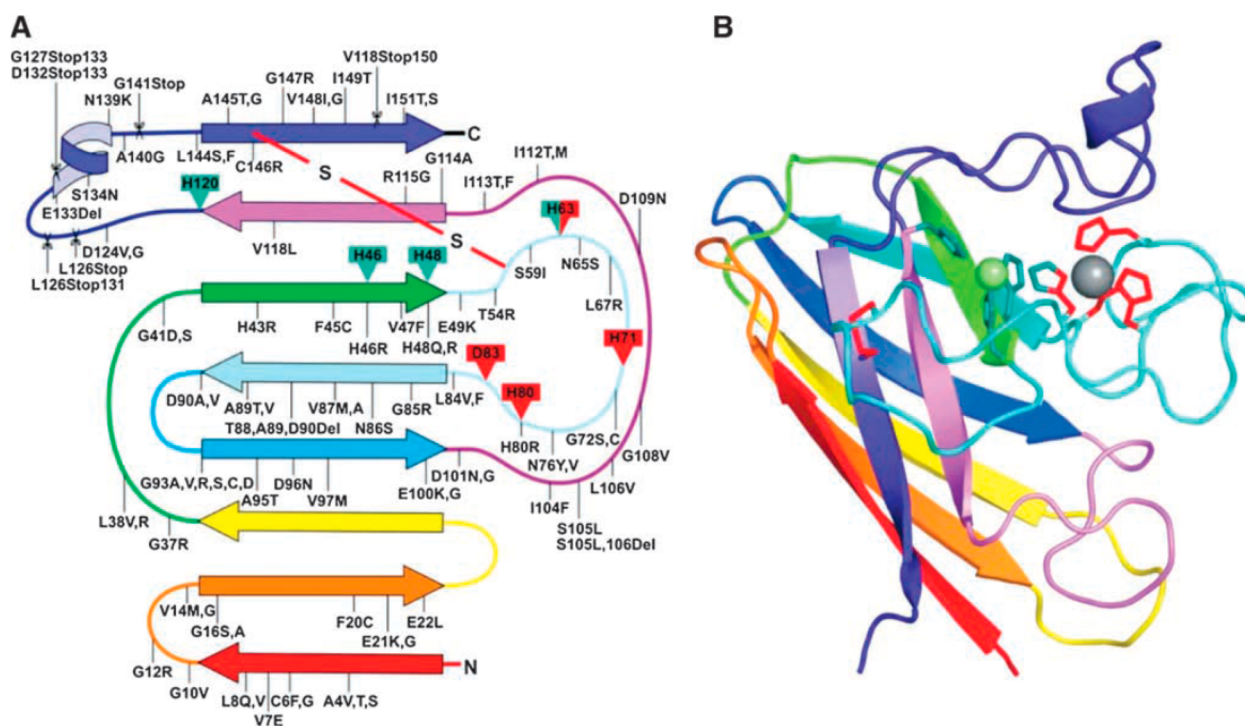 A
B
G127Stop133
D132Stop133
G141Stop
N139K
A145T,G
G147R
V148I,G
I149T
V118Stop150
I151T,S
C
A140G
L144S,F
C146R
S
G114A
I112T,M
S134N
H120
R115G
I113T,F
D109N
E133Del
H63
D124V,G
V118L
S
S59I
N65S
L126Stop
L126Stop131
H46
H48
L67R
T54R
G41D,S
H43R
F45C
V47F
E49K
H46R
H48Q,R
H71
D83
D90A,V
A89T,V
V87M,A
G85R
L84V,F
H80
T88,A89,D90Del
N86S
H80R
G72S,C
N76Y,V
G108V
G93A,V,R,S,C,D
D96N
D101N,G
L106V
A95T
V97M
E100K,G
I104F
L38V,R
S105L
G37R
S105L,106Del
V14M,G
G16S,A
F20C
E22L
E21K,G
G12R
N
G10V
L8Q,V
C6F,G
A4V,T,S
V7E